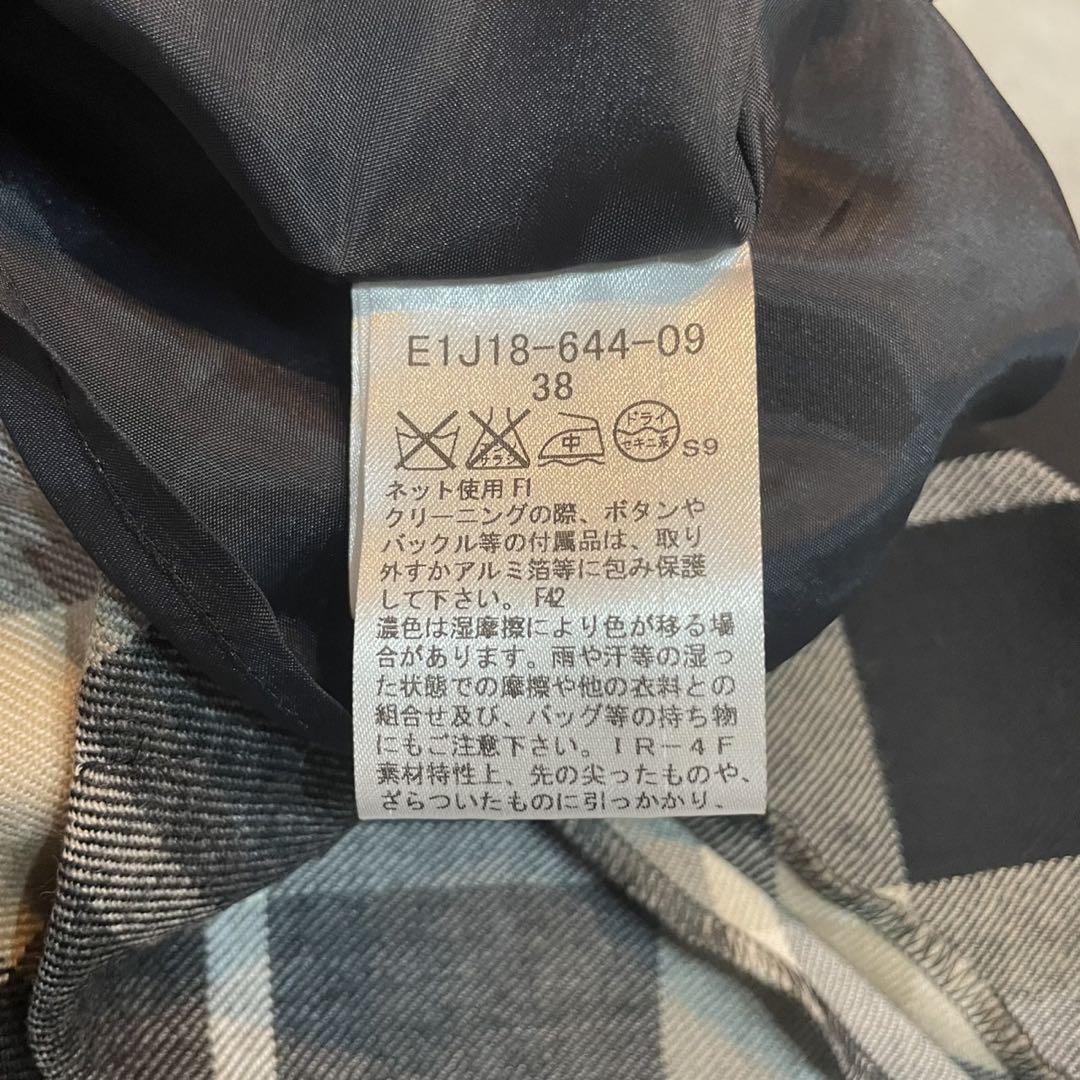 E1J18-644-09
38
サラシ 中 ドライ セキユ系 S9
ネット使用 F1
クリーニングの際、ボタンや
バックル等の付属品は、取り
外すかアルミ箔等に包み保護
して下さい。 F42
濃色は湿摩擦により色が移る場
合があります。雨や汗等の湿っ
た状態での摩擦や他の衣料との
組合せ及び、バッグ等の持ち物
にもご注意下さい。IR-4F
素材特性上、先の尖ったものや、
ざらついたものに引っかかり、